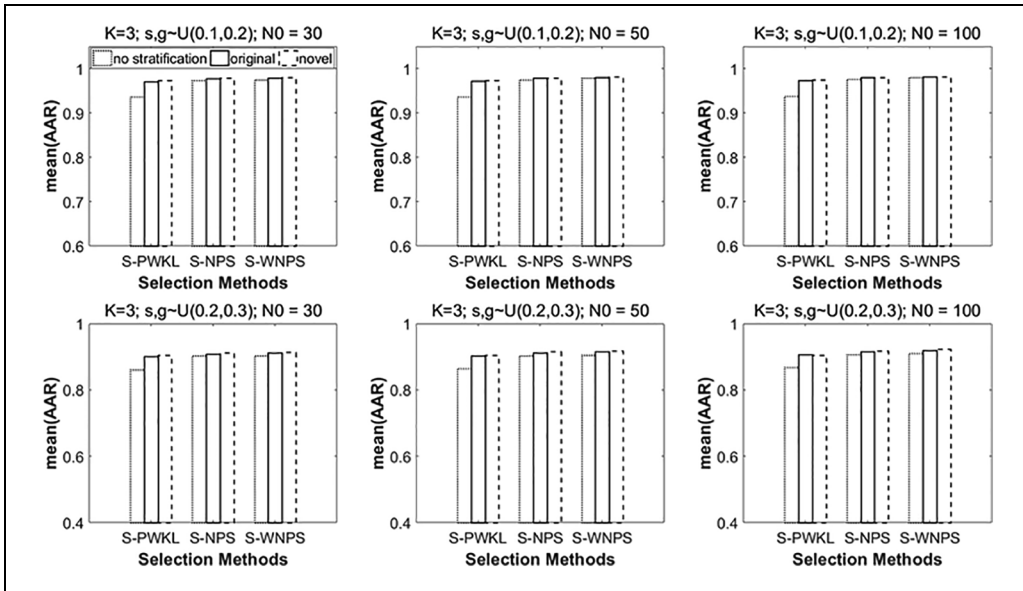 K=3; s,g~U(0.1,0.2); N0 = 30
no stratification original novel
1
0.9
0.8
0.7
0.6
mean(AAR)
S-PWKL S-NPS S-WNPS
Selection Methods
K=3; s,g~U(0.1,0.2); N0 = 50
1
0.9
0.8
0.7
0.6
mean(AAR)
S-PWKL S-NPS S-WNPS
Selection Methods
K=3; s,g~U(0.1,0.2); N0 = 100
1
0.9
0.8
0.7
0.6
mean(AAR)
S-PWKL S-NPS S-WNPS
Selection Methods
K=3; s,g~U(0.2,0.3); N0 = 30
1
0.8
0.6
0.4
mean(AAR)
S-PWKL S-NPS S-WNPS
Selection Methods
K=3; s,g~U(0.2,0.3); N0 = 50
1
0.8
0.6
0.4
mean(AAR)
S-PWKL S-NPS S-WNPS
Selection Methods
K=3; s,g~U(0.2,0.3); N0 = 100
1
0.8
0.6
0.4
mean(AAR)
S-PWKL S-NPS S-WNPS
Selection Methods